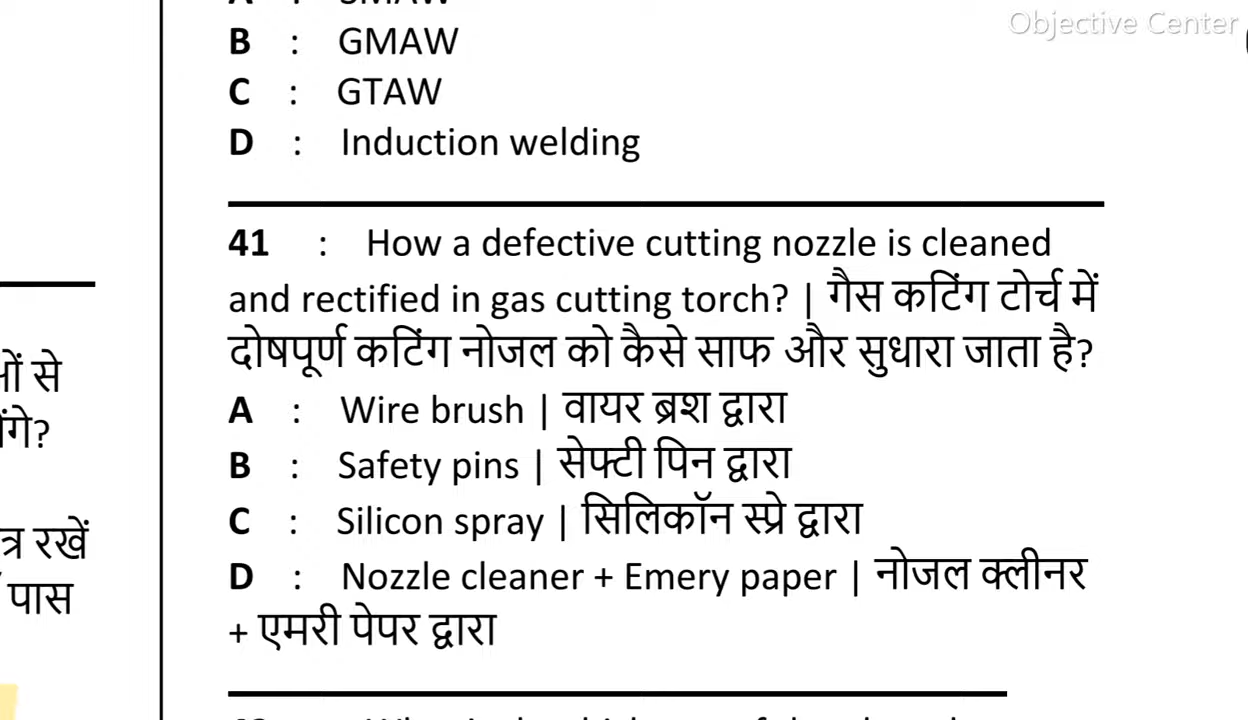 Objective Center
B : GMAW
C : GTAW
D : Induction welding
41 : How a defective cutting nozzle is cleaned
and rectified in gas cutting torch? | गैस कटिंग टोर्च में
दोषपूर्ण कटिंग नोजल को कैसे साफ और सुधारा जाता है?
A : Wire brush | वायर ब्रश द्वारा
B : Safety pins | सेफ्टी पिन द्वारा
C : Silicon spray | सिलिकॉन स्प्रे द्वारा
D : Nozzle cleaner + Emery paper | नोजल क्लीनर
+ एमरी पेपर द्वारा
से
रखें
पास